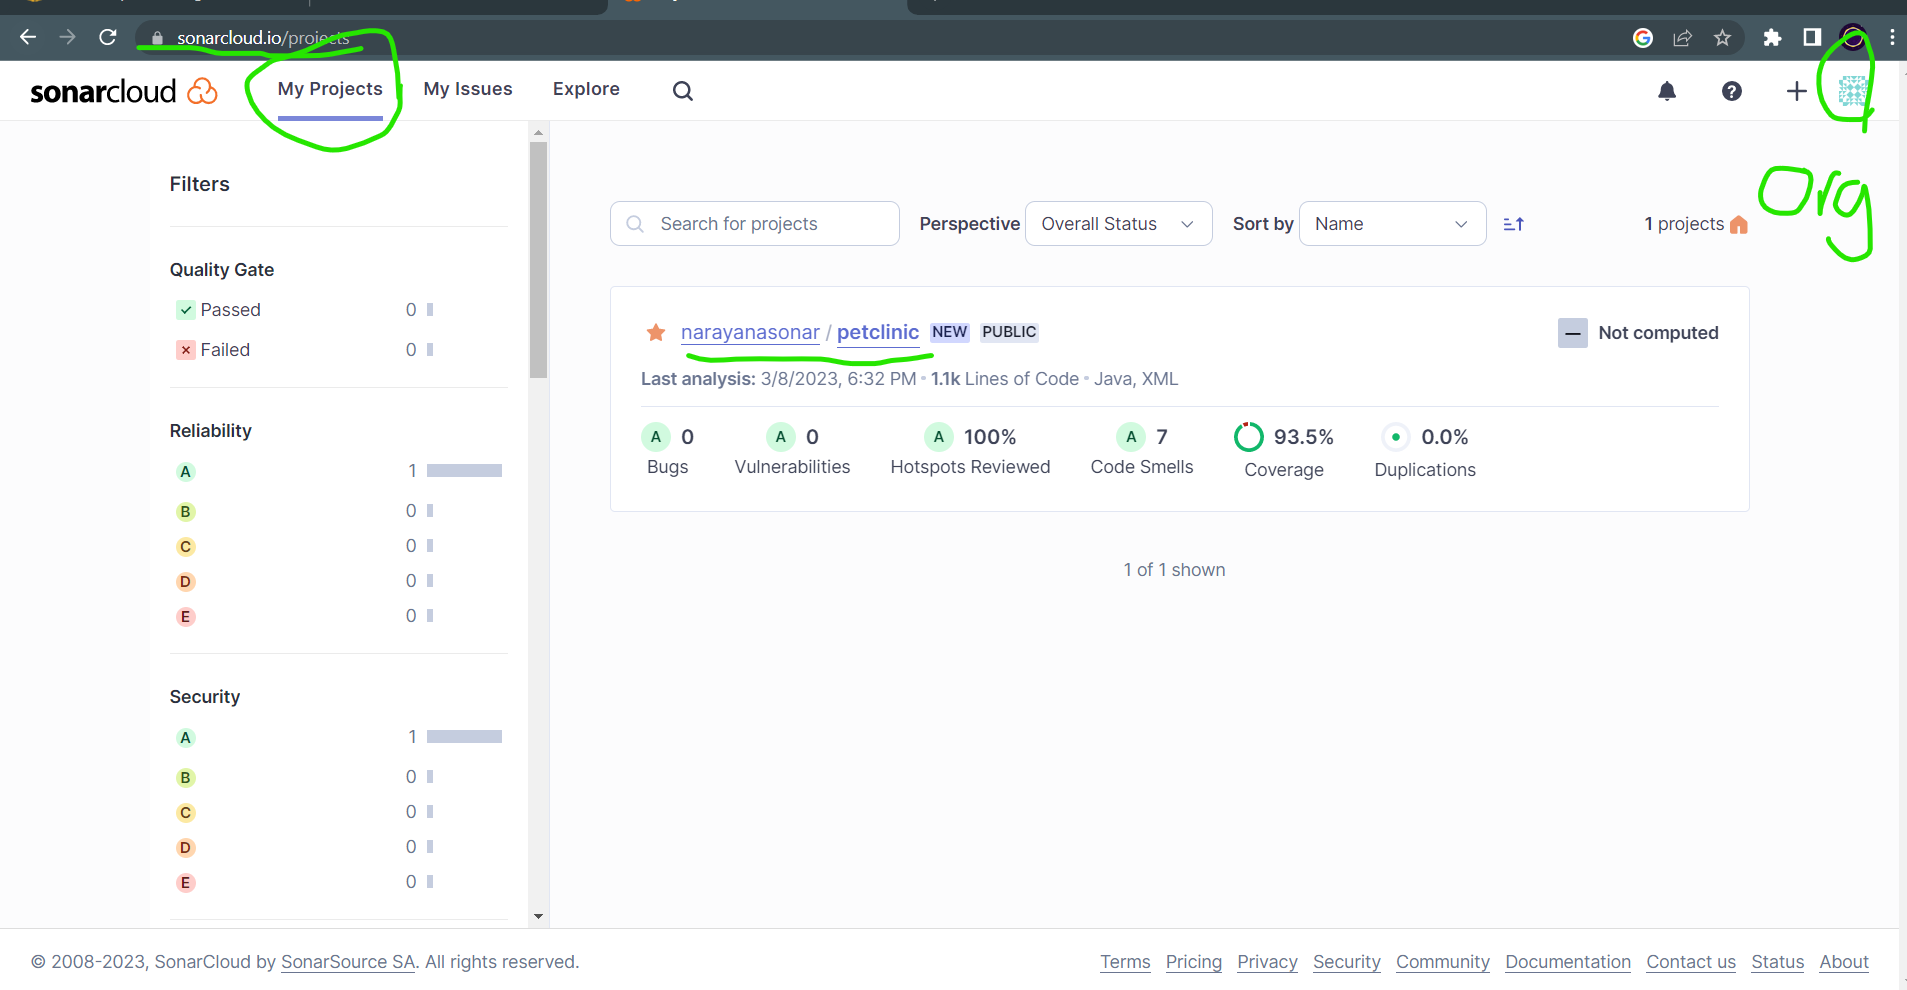 sonarcloud.io/projects
sonarcloud My Projects My Issues Explore
Org
Filters
Search for projects Perspective Overall Status Sort by Name 1 projects
Quality Gate
Passed 0
Failed 0
narayanasonar / petclinic NEW PUBLIC Not computed
Last analysis: 3/8/2023, 6:32 PM • 1.1k Lines of Code • Java, XML
A 0 A 0 A 100% A 7 93.5% 0.0%
Bugs Vulnerabilities Hotspots Reviewed Code Smells Coverage Duplications
1 of 1 shown
Reliability
A 1
B 0
C 0
D 0
E 0
Security
A 1
B 0
C 0
D 0
E 0
© 2008-2023, SonarCloud by SonarSource SA. All rights reserved. Terms Pricing Privacy Security Community Documentation Contact us Status About